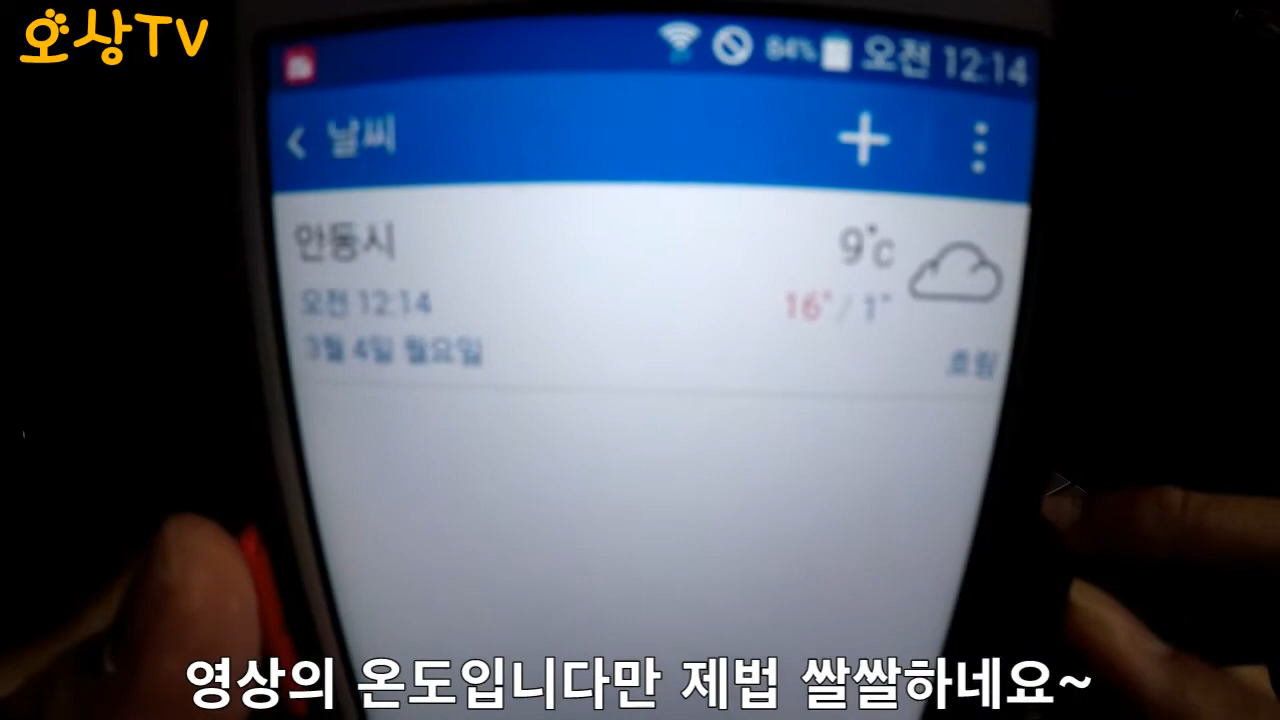 오상TV
84% 오전 12:14
날씨
안동시
9°c
오전 12:14
16° / 1°
3월 4일 월요일
흐림
영상의 온도입니다만 제법 쌀쌀하네요~